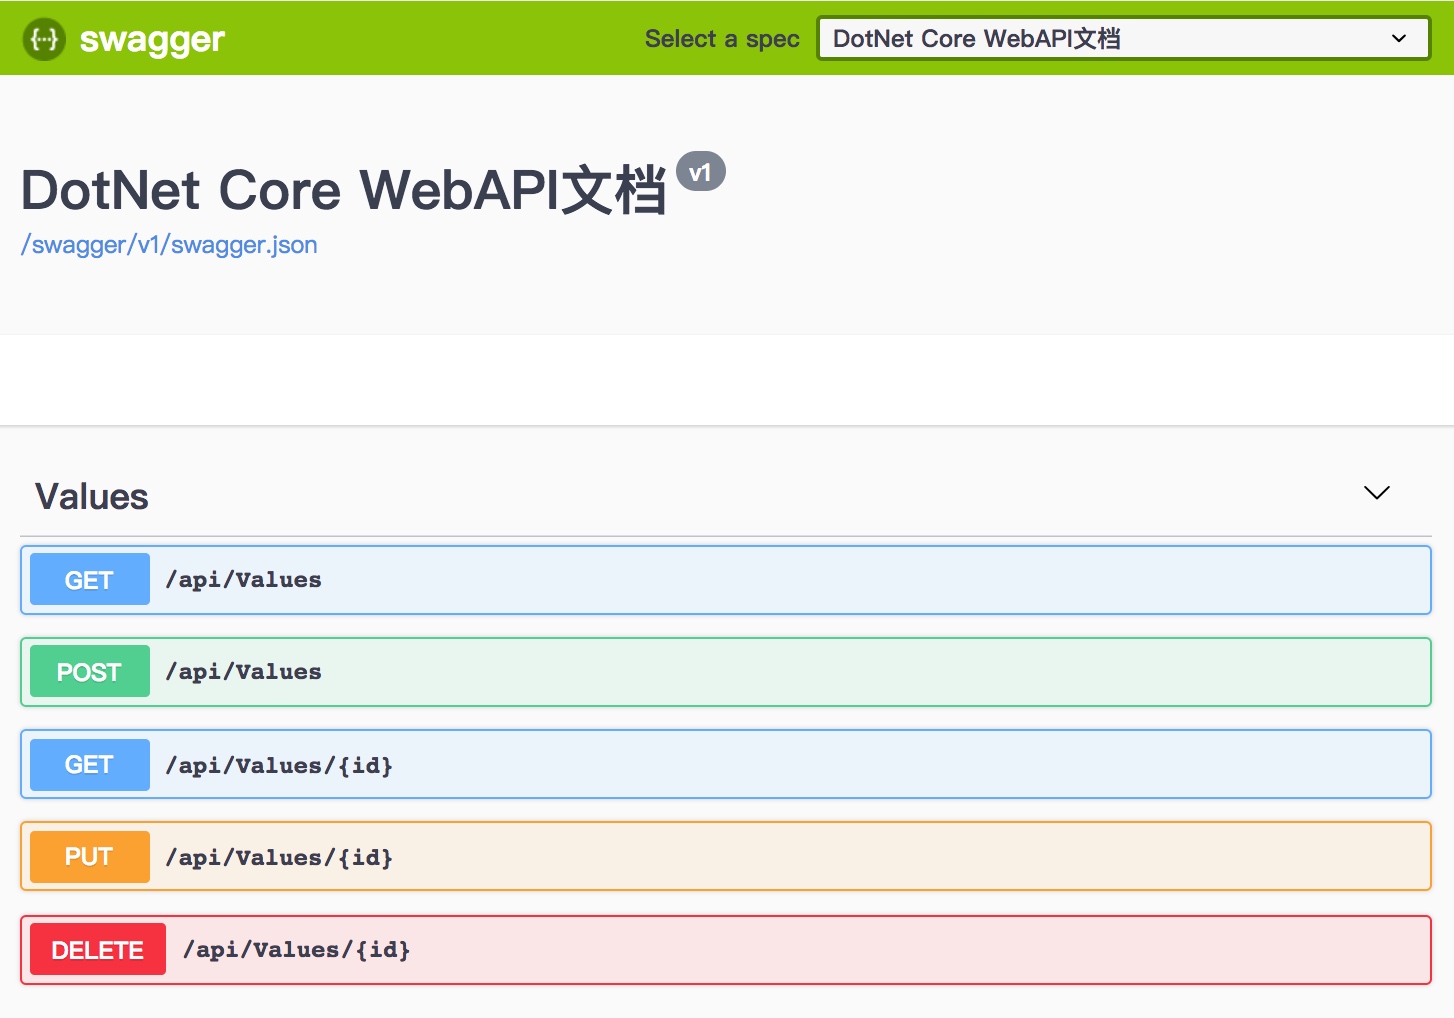 {...} swagger
Select a spec
DotNet Core WebAPI文档
DotNet Core WebAPI文档 v1
/swagger/v1/swagger.json
Values
GET /api/Values
POST /api/Values
GET /api/Values/{id}
PUT /api/Values/{id}
DELETE /api/Values/{id}